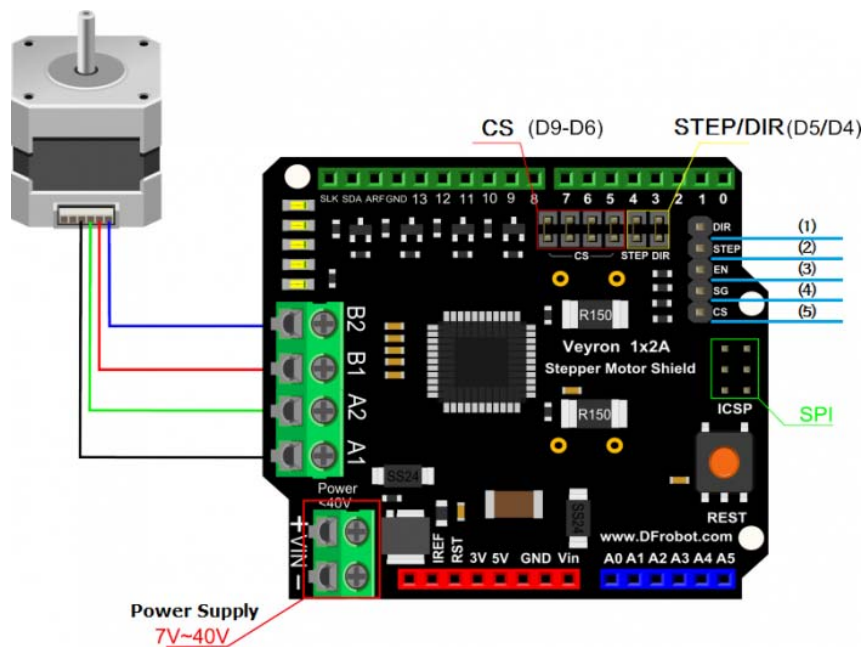 CS (D9-D6)
STEP/DIR(D5/D4)
SLK SDA ARF GND 13 12 11 10 9 8
7 6 5 4 3 2 1 0
CS
STEP DIR
DIR (1)
STEP (2)
EN (3)
SG (4)
CS (5)
B2
B1
A2
A1
R150
Veyron 1x2A
Stepper Motor Shield
R150
ICSP
SPI
Power
<40V
SS24
SS24
+ VIN -
REST
www.DFrobot.com
IREF RST 3V 5V GND Vin
A0 A1 A2 A3 A4 A5
Power Supply
7V~40V